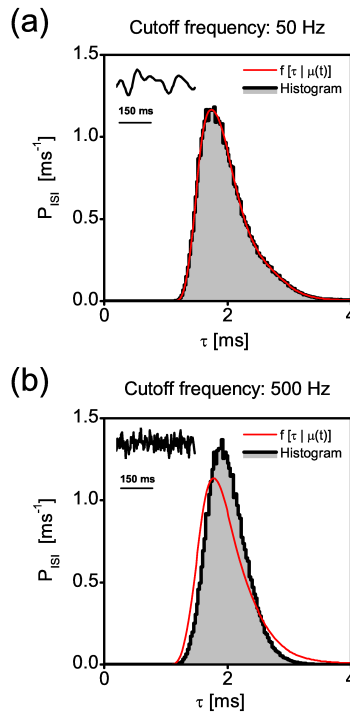 (a)
Cutoff frequency: 50 Hz
f [τ | μ(t)]
Histogram
150 ms
P_ISI [ms⁻¹]
1.5
1.0
0.5
0.0
0 2 4
τ [ms]
(b)
Cutoff frequency: 500 Hz
f [τ | μ(t)]
Histogram
150 ms
P_ISI [ms⁻¹]
1.5
1.0
0.5
0.0
0 2 4
τ [ms]